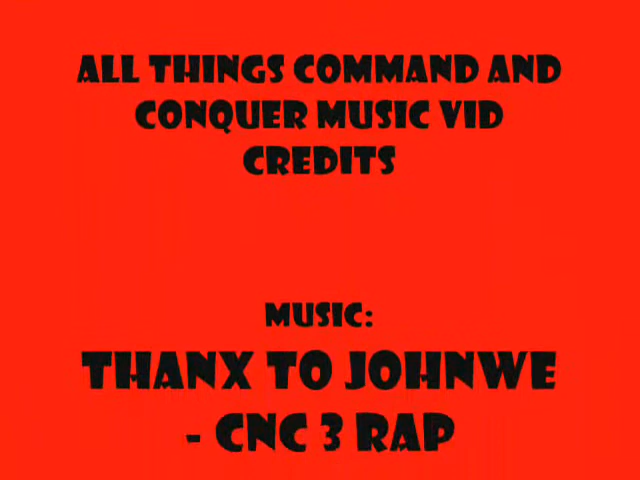 ALL THINGS COMMAND AND
CONQUER MUSIC VID
CREDITS
MUSIC:
THANX TO JOHNWE
- CNC 3 RAP